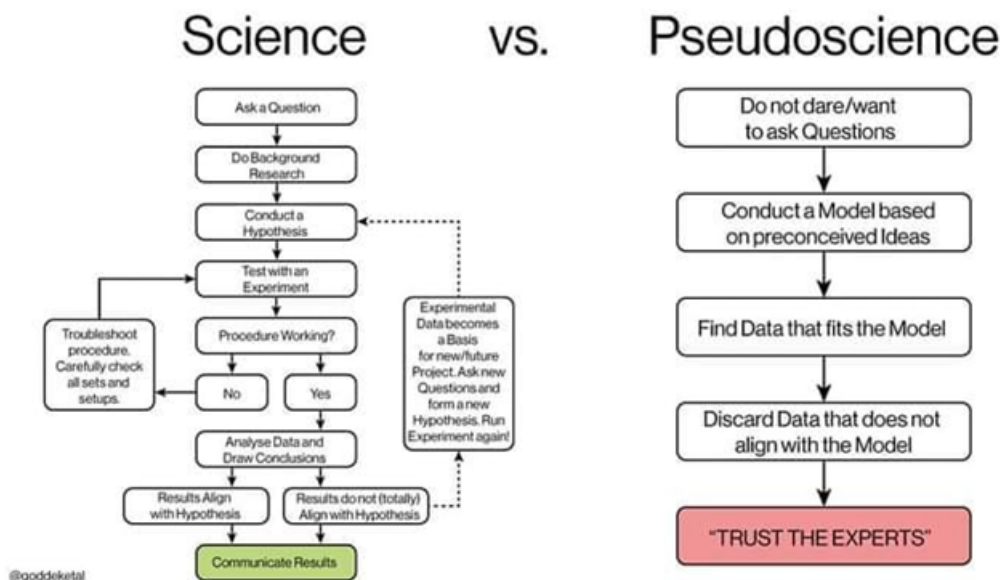 Science vs. Pseudoscience
Ask a Question
Do Background
Research
Conduct a
Hypothesis
Test with an
Experiment
Troubleshoot
procedure.
Carefully check
all sets and
setups.
Procedure Working?
No
Yes
Experimental
Data becomes
a Basis
for new/future
Project. Ask new
Questions and
form a new
Hypothesis. Run
Experiment again!
Analyse Data and
Draw Conclusions
Results Align
with Hypothesis
Results do not (totally)
Align with Hypothesis
Communicate Results
Do not dare/want
to ask Questions
Conduct a Model based
on preconceived Ideas
Find Data that fits the Model
Discard Data that does not
align with the Model
“TRUST THE EXPERTS”
@goddeketal